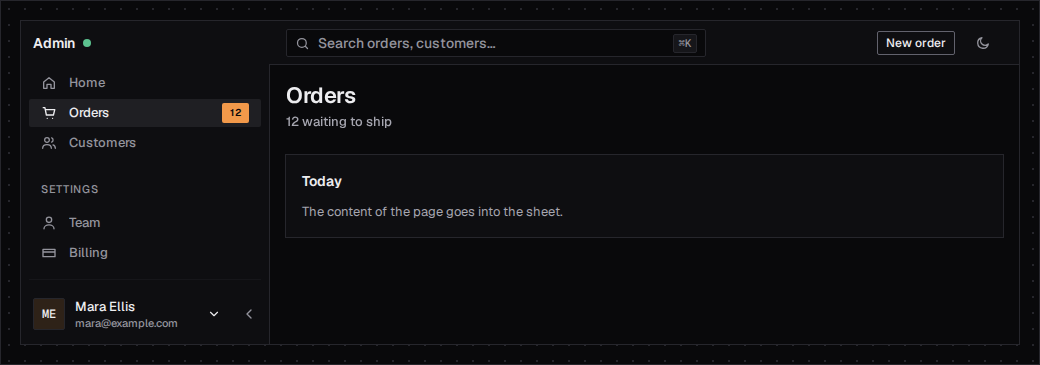 Admin
Search orders, customers...
⌘K
New order
Home
Orders
12
Customers
SETTINGS
Team
Billing
ME
Mara Ellis
mara@example.com
Orders
12 waiting to ship
Today
The content of the page goes into the sheet.